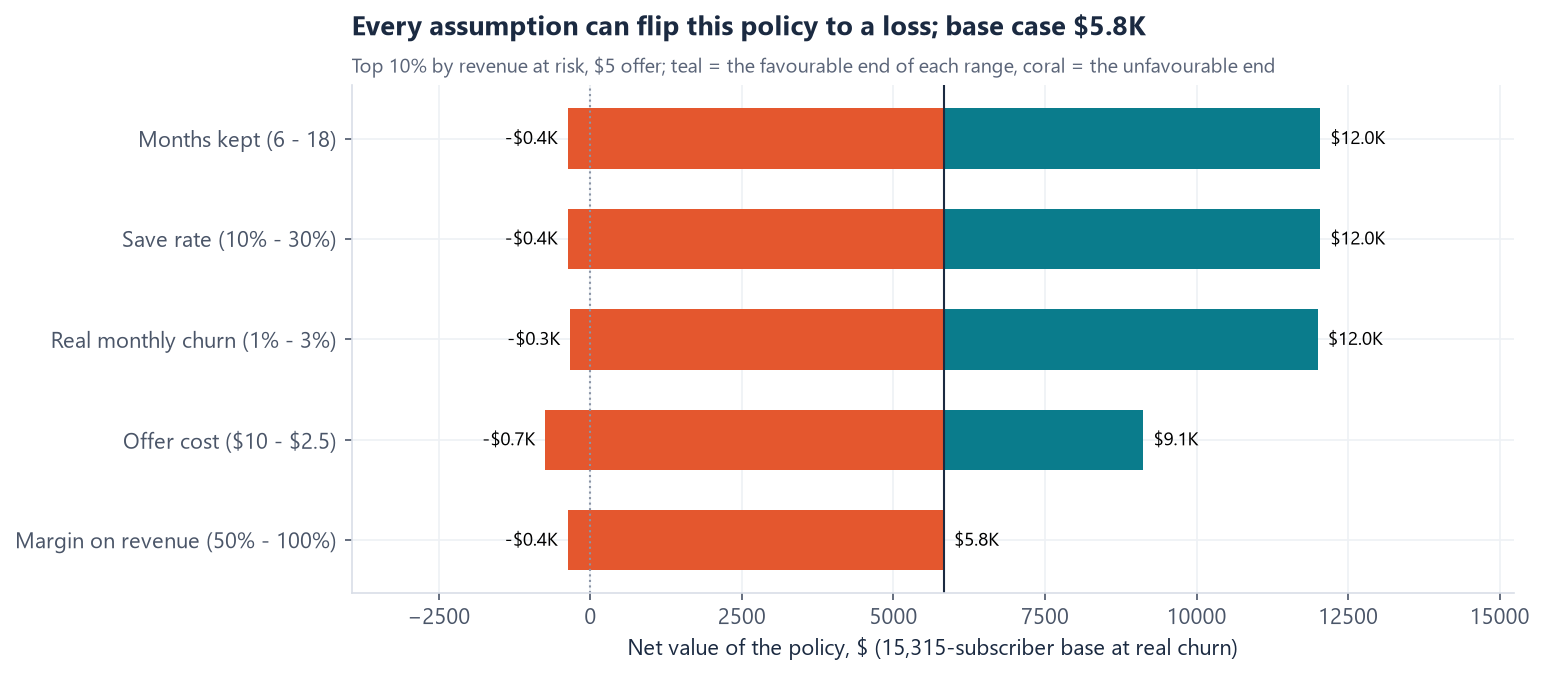 Every assumption can flip this policy to a loss; base case $5.8K
Top 10% by revenue at risk, $5 offer; teal = the favourable end of each range, coral = the unfavourable end
Months kept (6 - 18)
-$0.4K
$12.0K
Save rate (10% - 30%)
-$0.4K
$12.0K
Real monthly churn (1% - 3%)
-$0.3K
$12.0K
Offer cost ($10 - $2.5)
-$0.7K
$9.1K
Margin on revenue (50% - 100%)
-$0.4K
$5.8K
−2500 0 2500 5000 7500 10000 12500 15000
Net value of the policy, $ (15,315-subscriber base at real churn)